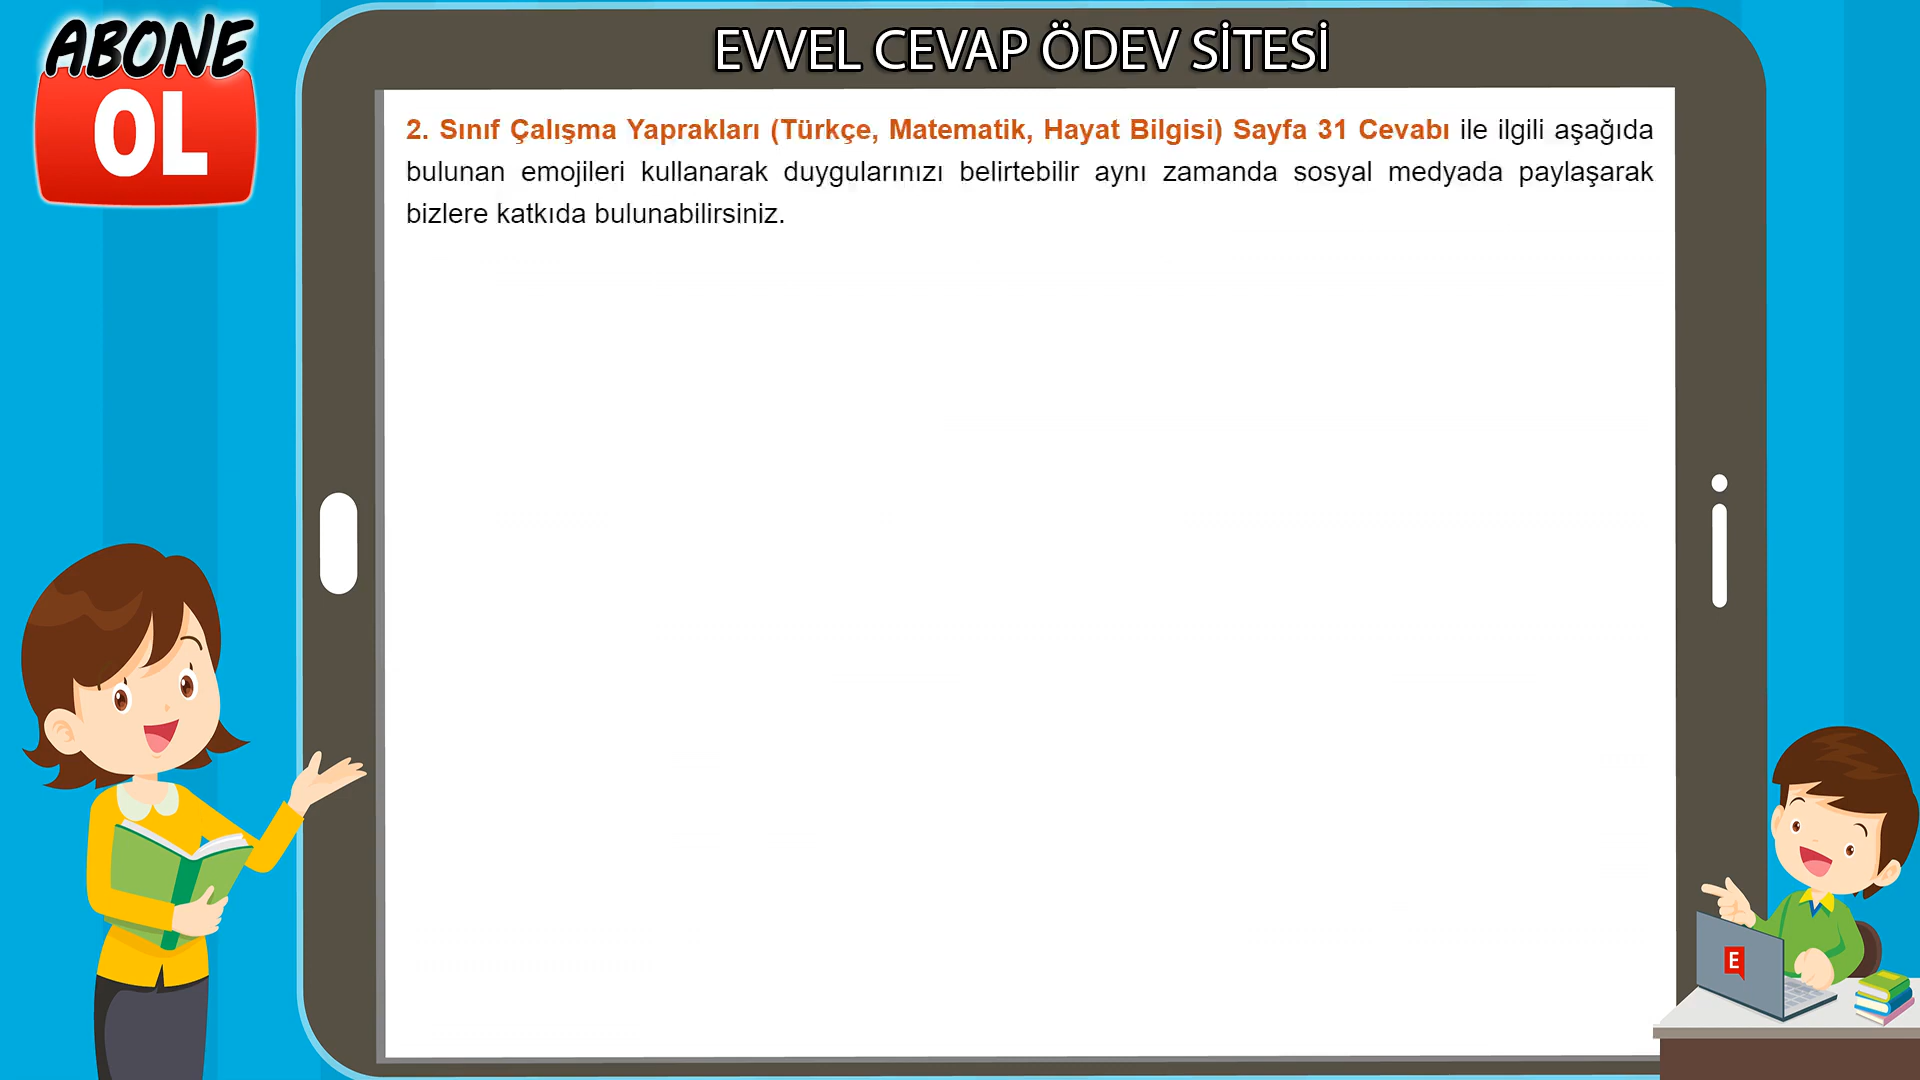 ABONE
OL
EVVEL CEVAP ÖDEV SİTESİ
2. Sınıf Çalışma Yaprakları (Türkçe, Matematik, Hayat Bilgisi) Sayfa 31 Cevabı ile ilgili aşağıda
bulunan emojileri kullanarak duygularınızı belirtebilir aynı zamanda sosyal medyada paylaşarak
bizlere katkıda bulunabilirsiniz.
E